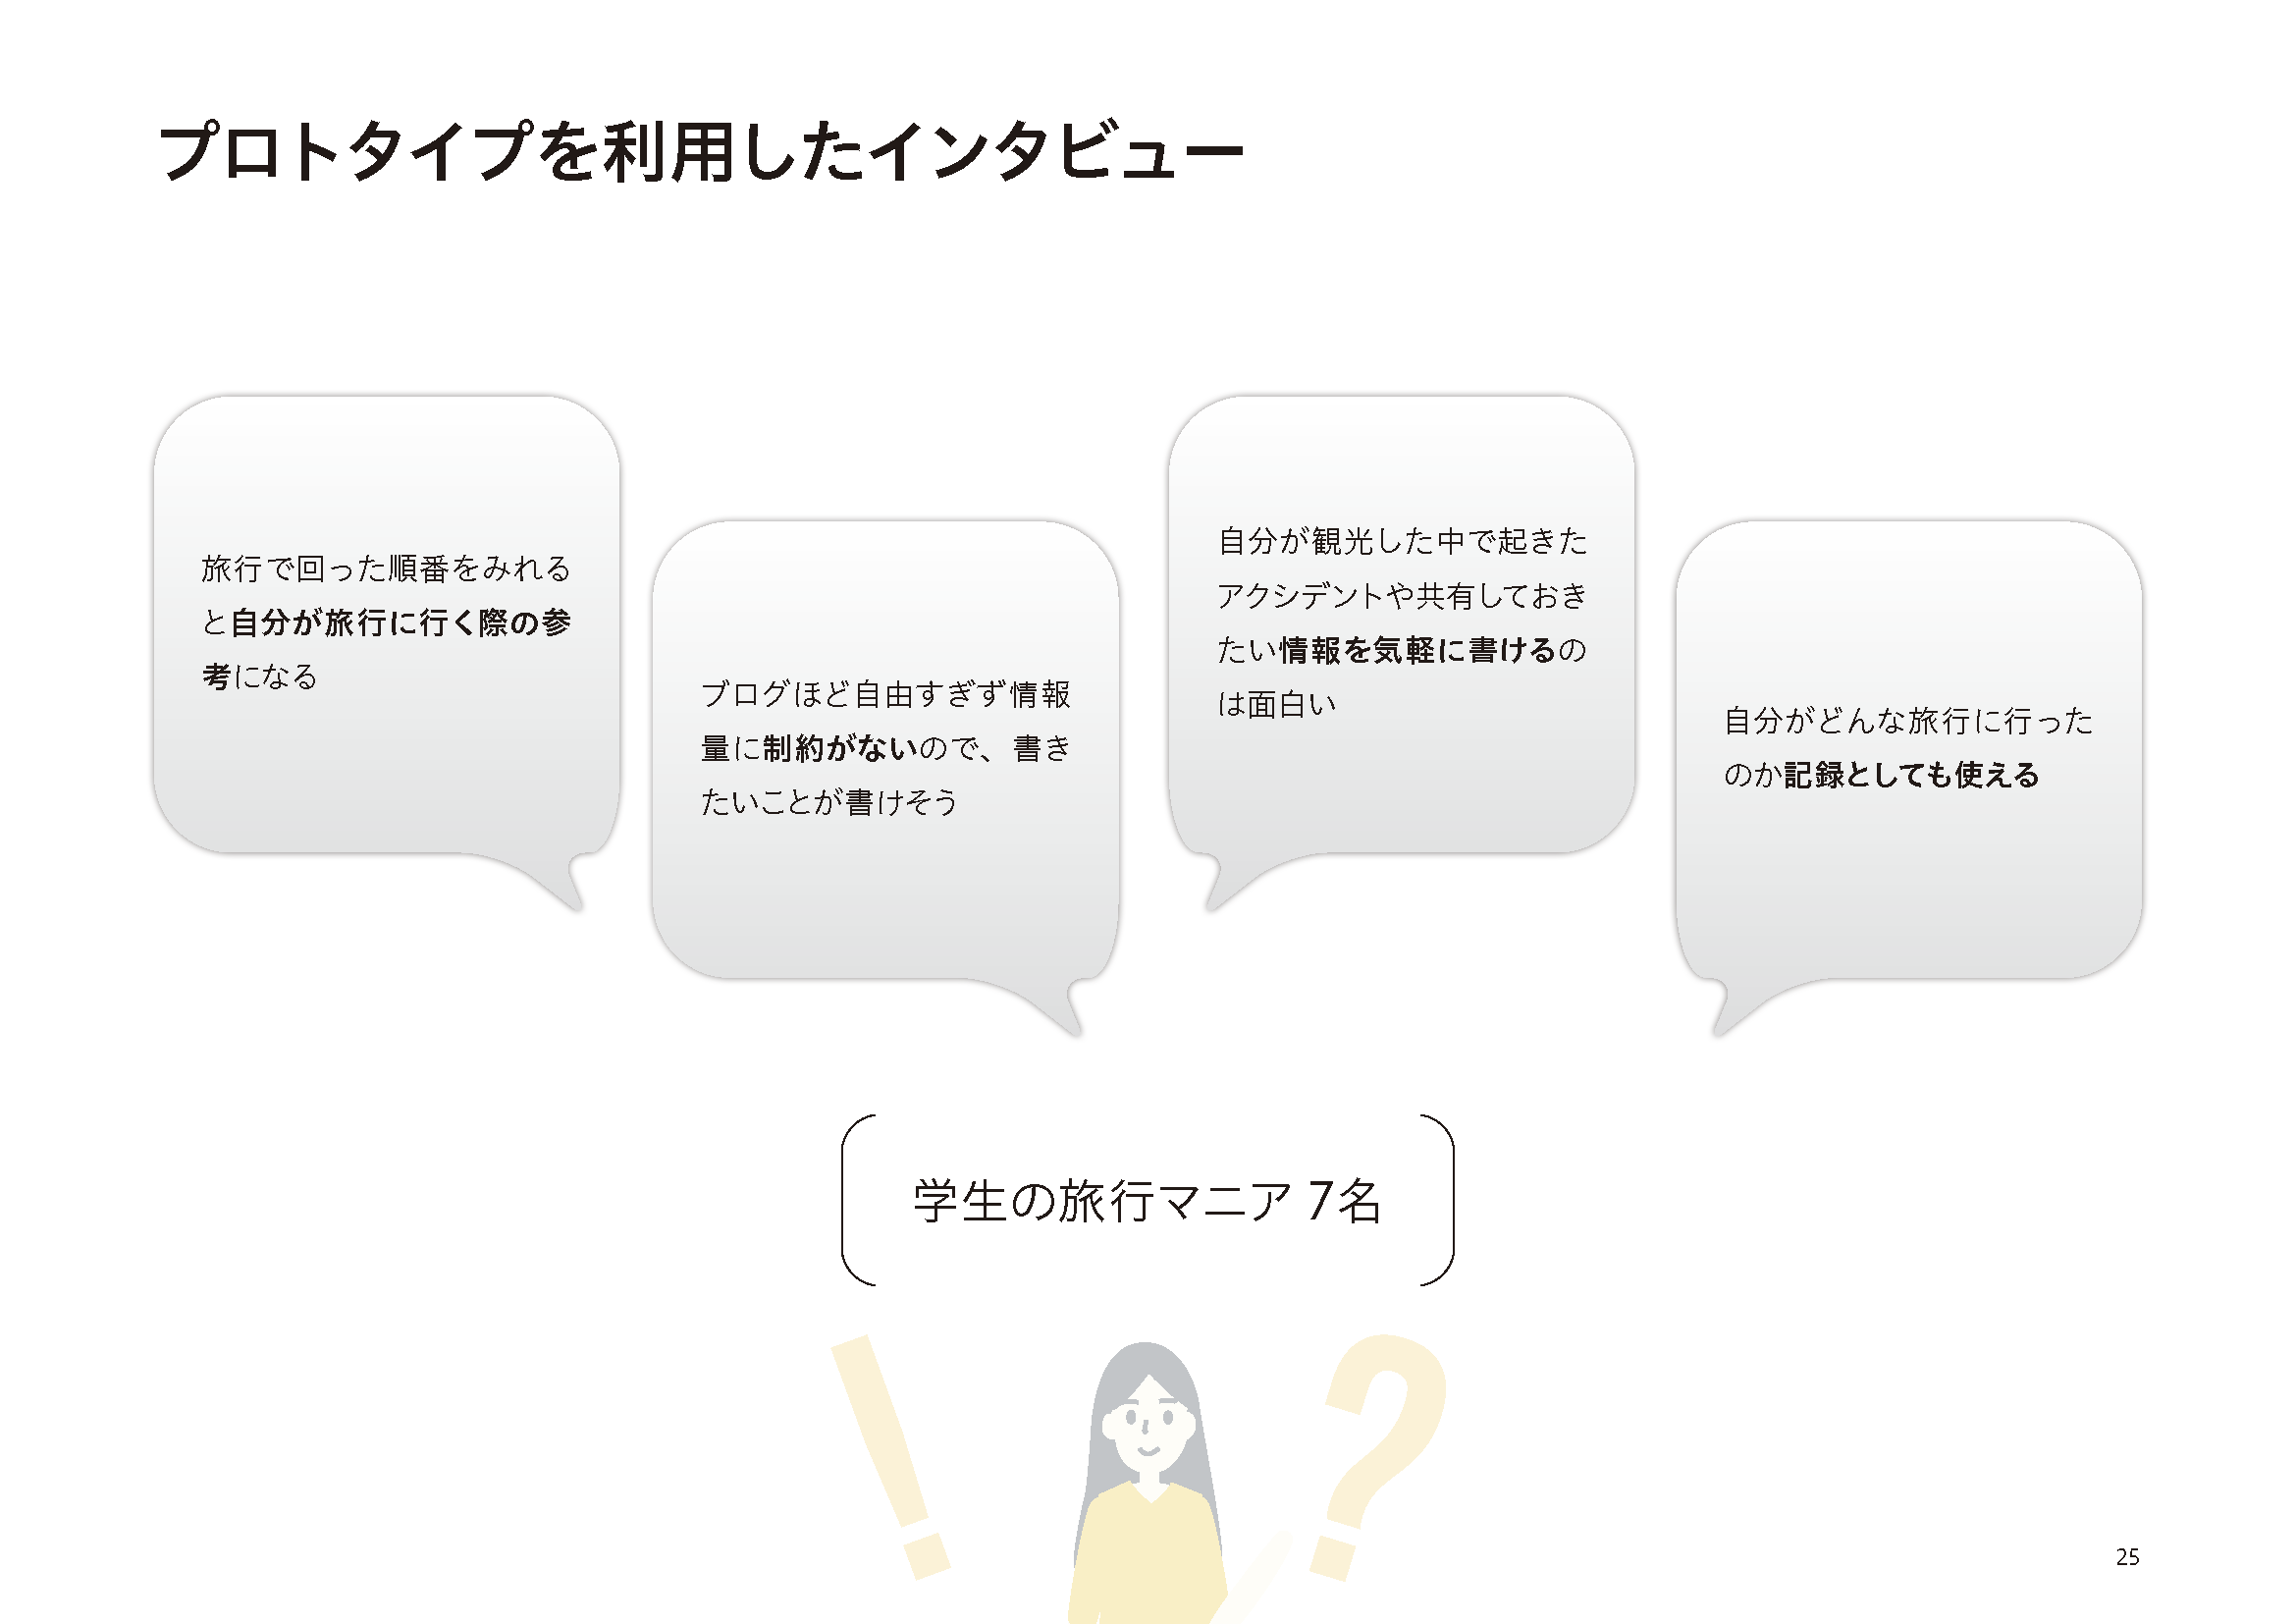 プロトタイプを利用したインタビュー
旅行で回った順番をみれる
と自分が旅行に行く際の参
考になる
ブログほど自由すぎず情報
量に制約がないので、書き
たいことが書けそう
自分が観光した中で起きた
アクシデントや共有しておき
たい情報を気軽に書けるの
は面白い
自分がどんな旅行に行った
のか記録としても使える
学生の旅行マニア 7名
!
?
25